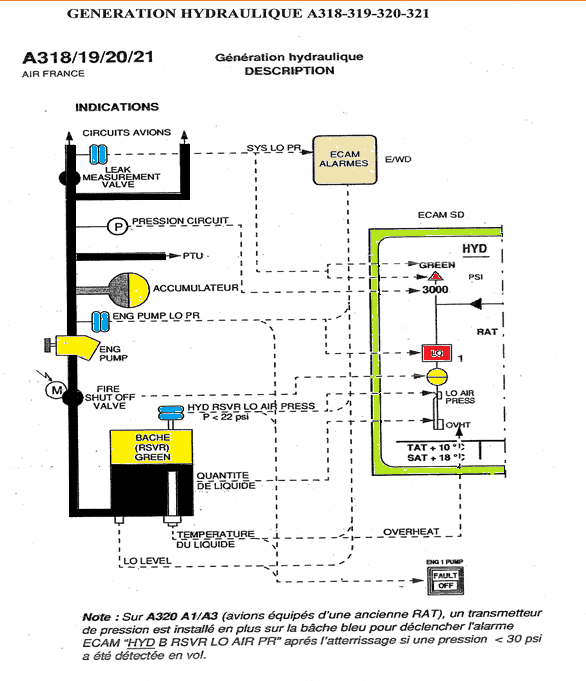 GENERATION HYDRAULIQUE A318-319-320-321
A318/19/20/21
AIR FRANCE
Génération hydraulique
DESCRIPTION
INDICATIONS
CIRCUITS AVIONS
SYS LO PR
ECAM
ALARMES
E/WD
LEAK
MEASUREMENT
VALVE
PRESSION CIRCUIT
P
ECAM SD
HYD
GREEN
PSI
3000
PTU
ACCUMULATEUR
RAT
ENG PUMP LO PR
ENG
PUMP
LO
1
M
FIRE
SHUT OFF
VALVE
HYD RSVR LO AIR PRESS
P < 22 psi
LO AIR
PRESS
OVHT
BACHE
(RSVR)
GREEN
TAT + 10 °C
SAT + 18 °C
QUANTITE
DE LIQUIDE
TEMPERATURE
DU LIQUIDE
OVERHEAT
LO LEVEL
ENG 1 PUMP
FAULT
OFF
Note : Sur A320 A1/A3 (avions équipés d'une ancienne RAT), un transmetteur
de pression est installé en plus sur la bâche bleu pour déclencher l'alarme
ECAM "HYD B RSVR LO AIR PR" aprés l'atterrissage si une pression < 30 psi
a été détectée en vol.